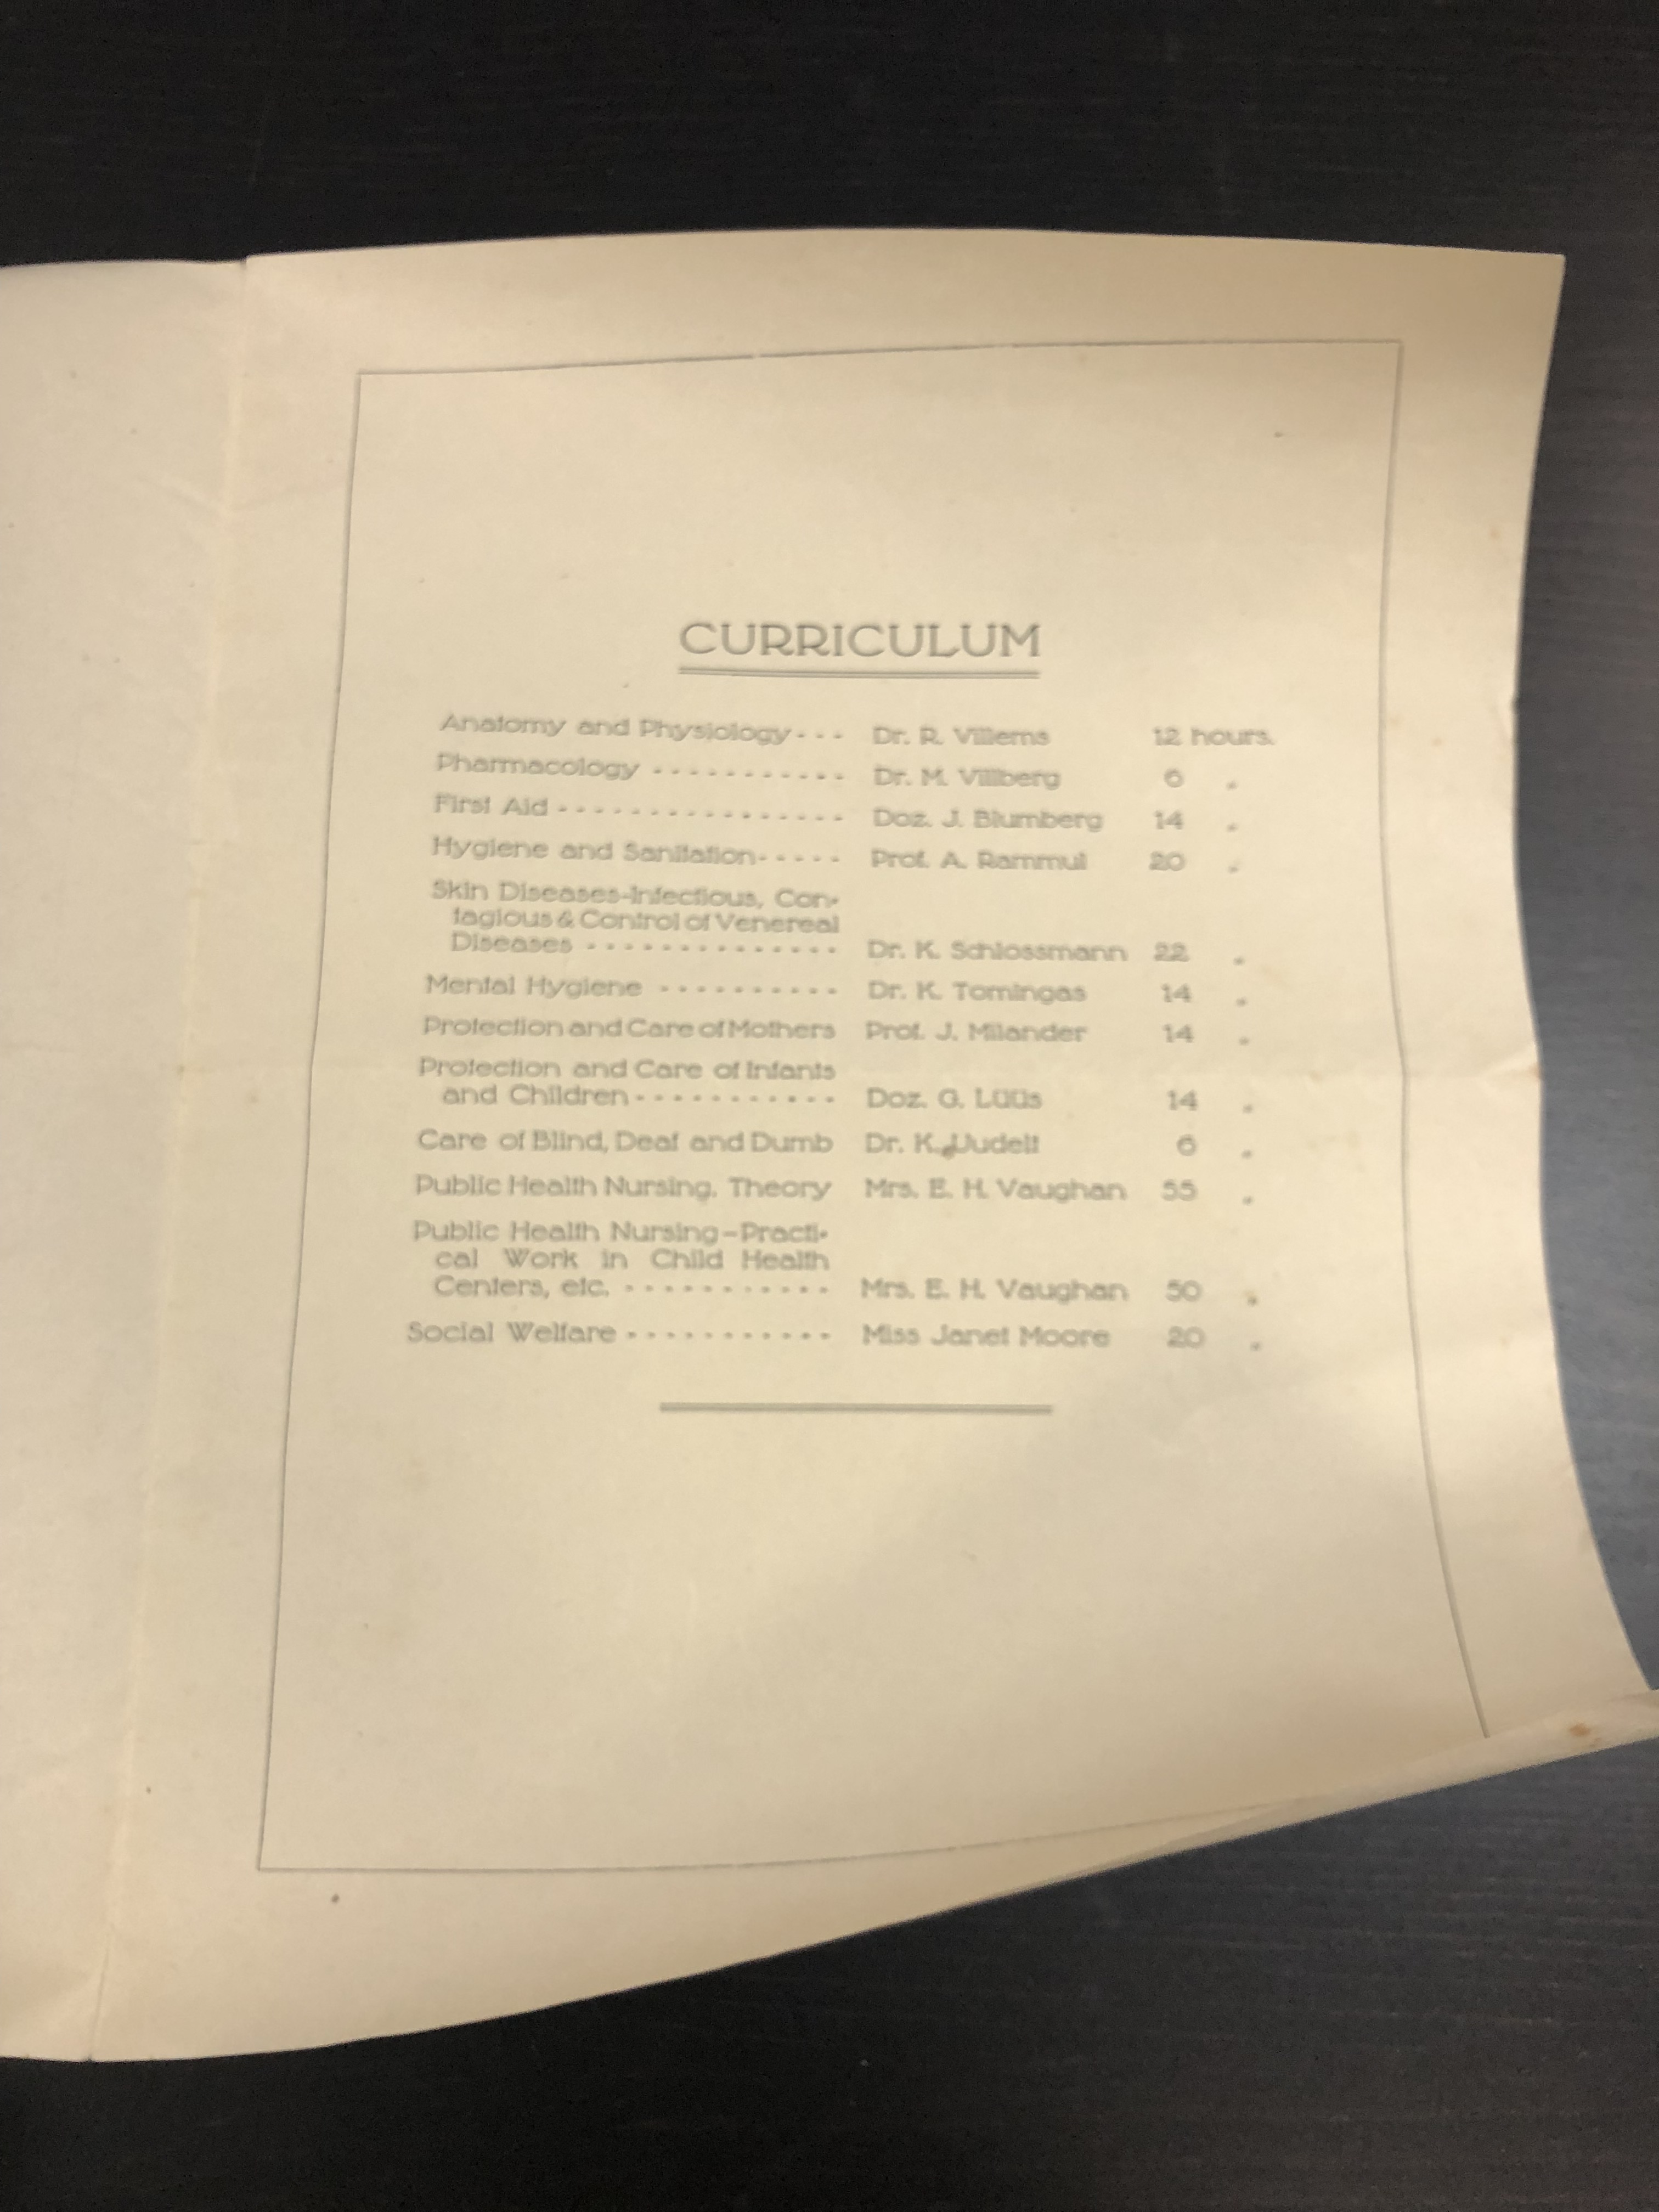 CURRICULUM
Anatomy and Physiology - - - Dr. R. Villems 12 hours.
Pharmacology - - - - - - - - - - - Dr. M. Villberg 6 „
First Aid - - - - - - - - - - - - - - - - Doz. J. Blumberg 14 „
Hygiene and Sanitation - - - - - Prof. A. Rammul 20 „
Skin Diseases-Infectious, Con-
tagious & Control of Venereal
Diseases - - - - - - - - - - - - - - Dr. K. Schlossmann 22 „
Mental Hygiene - - - - - - - - - - Dr. K. Tomingas 14 „
Protection and Care of Mothers Prof. J. Milander 14 „
Protection and Care of Infants
and Children - - - - - - - - - - - Doz. G. Lüüs 14 „
Care of Blind, Deaf and Dumb Dr. K. Uudelt 6 „
Public Health Nursing, Theory Mrs. E. H. Vaughan 55 „
Public Health Nursing–Practi-
cal Work in Child Health
Centers, etc. - - - - - - - - - - - Mrs. E. H. Vaughan 50 „
Social Welfare - - - - - - - - - - - Miss Janet Moore 20 „